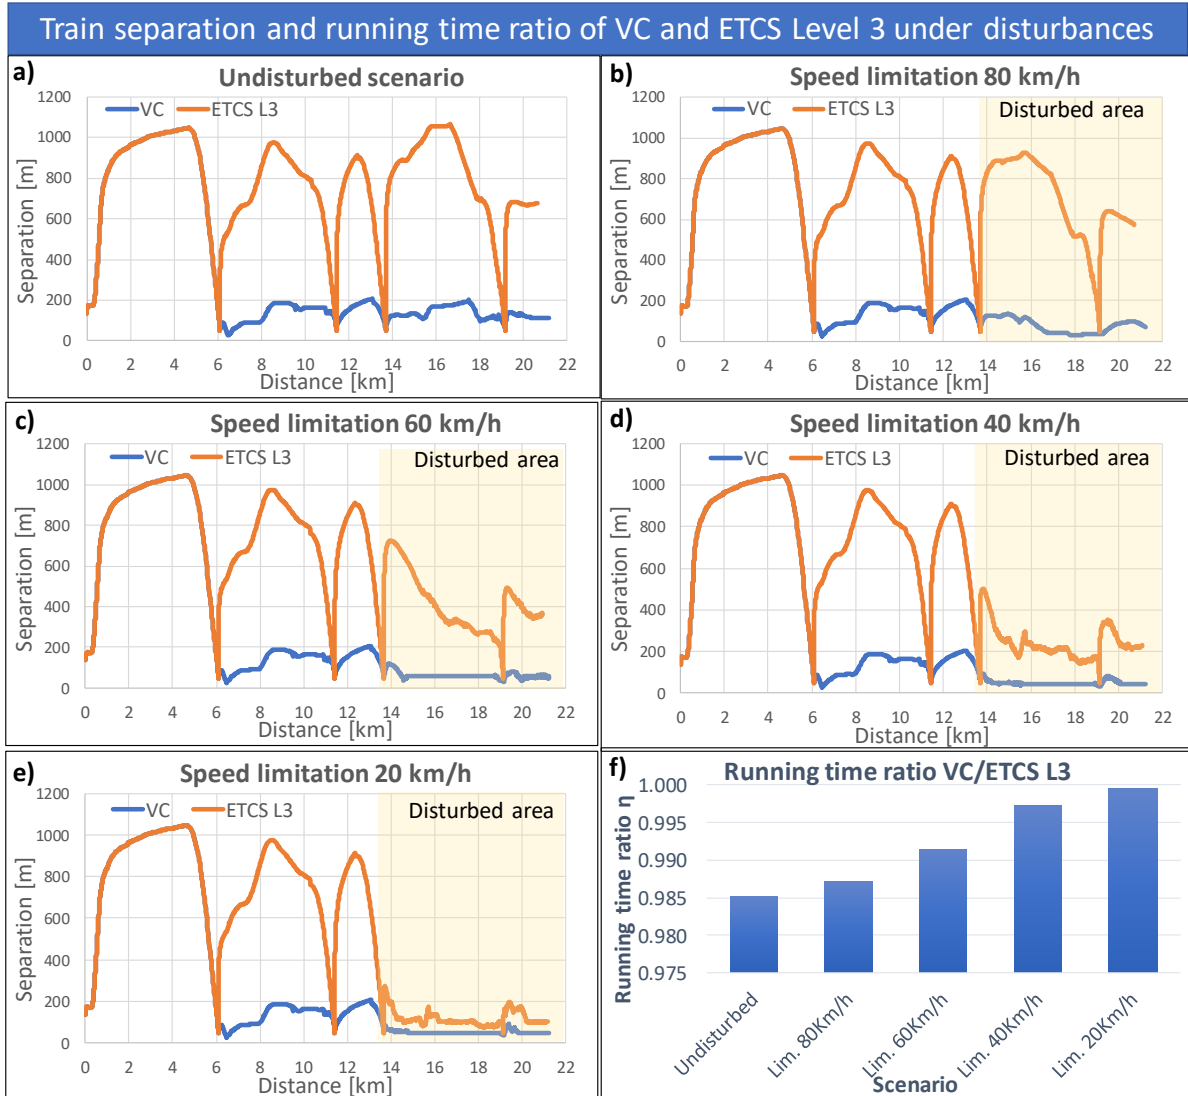 Train separation and running time ratio of VC and ETCS Level 3 under disturbances
a)
Undisturbed scenario
VC
ETCS L3
Separation [m]
1200
1000
800
600
400
200
0
0 2 4 6 8 10 12 14 16 18 20 22
Distance [km]
b)
Speed limitation 80 km/h
VC
ETCS L3
Disturbed area
Separation [m]
1200
1000
800
600
400
200
0
0 2 4 6 8 10 12 14 16 18 20 22
Distance [km]
c)
Speed limitation 60 km/h
VC
ETCS L3
Disturbed area
Separation [m]
1200
1000
800
600
400
200
0
0 2 4 6 8 10 12 14 16 18 20 22
Distance [km]
d)
Speed limitation 40 km/h
VC
ETCS L3
Disturbed area
Separation [m]
1200
1000
800
600
400
200
0
0 2 4 6 8 10 12 14 16 18 20 22
Distance [km]
e)
Speed limitation 20 km/h
VC
ETCS L3
Disturbed area
Separation [m]
1200
1000
800
600
400
200
0
0 2 4 6 8 10 12 14 16 18 20 22
Distance [km]
f)
Running time ratio VC/ETCS L3
Running time ratio η
1.000
0.995
0.990
0.985
0.980
0.975
Undisturbed
Lim. 80Km/h
Lim. 60Km/h
Lim. 40Km/h
Lim. 20Km/h
Scenario